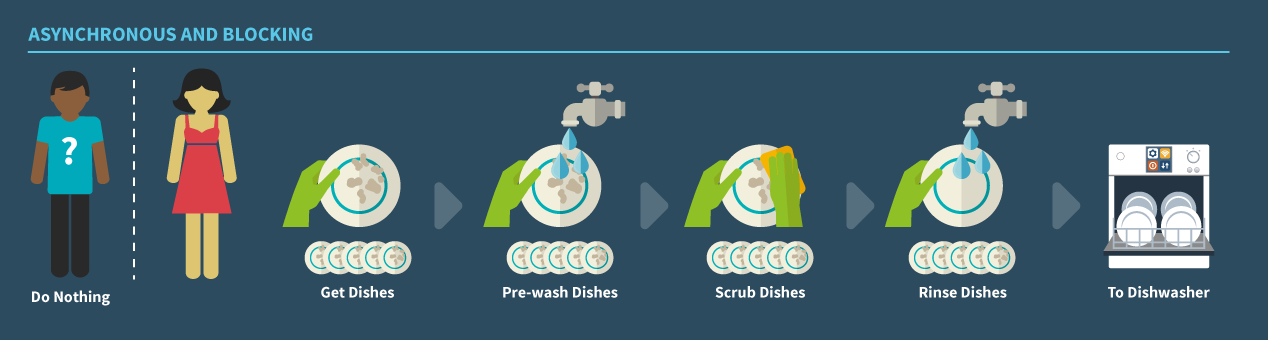 ASYNCHRONOUS AND BLOCKING
?
Do Nothing
Get Dishes
Pre-wash Dishes
Scrub Dishes
Rinse Dishes
To Dishwasher